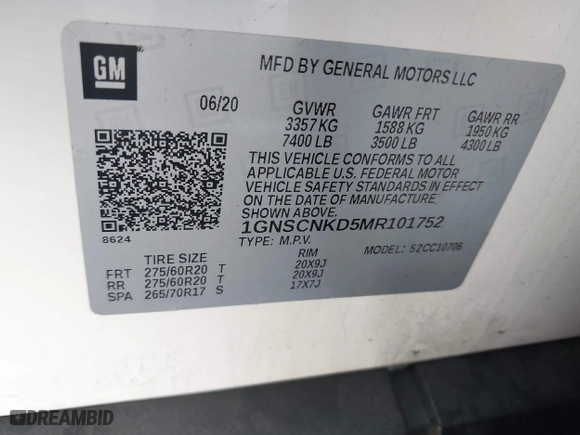 GM
MFD BY GENERAL MOTORS LLC
06/20 GVWR GAWR FRT GAWR RR
3357 KG 1588 KG 1950 KG
7400 LB 3500 LB 4300 LB
THIS VEHICLE CONFORMS TO ALL
APPLICABLE U.S. FEDERAL MOTOR
VEHICLE SAFETY STANDARDS IN EFFECT
ON THE DATE OF MANUFACTURE
SHOWN ABOVE.
1GNSCNKD5MR101752
8624
TYPE: M.P.V. MODEL: 52CC10706
TIRE SIZE RIM
FRT 275/60R20 T 20X9J
RR 275/60R20 T 20X9J
SPA 265/70R17 S 17X7J
DREAMBID